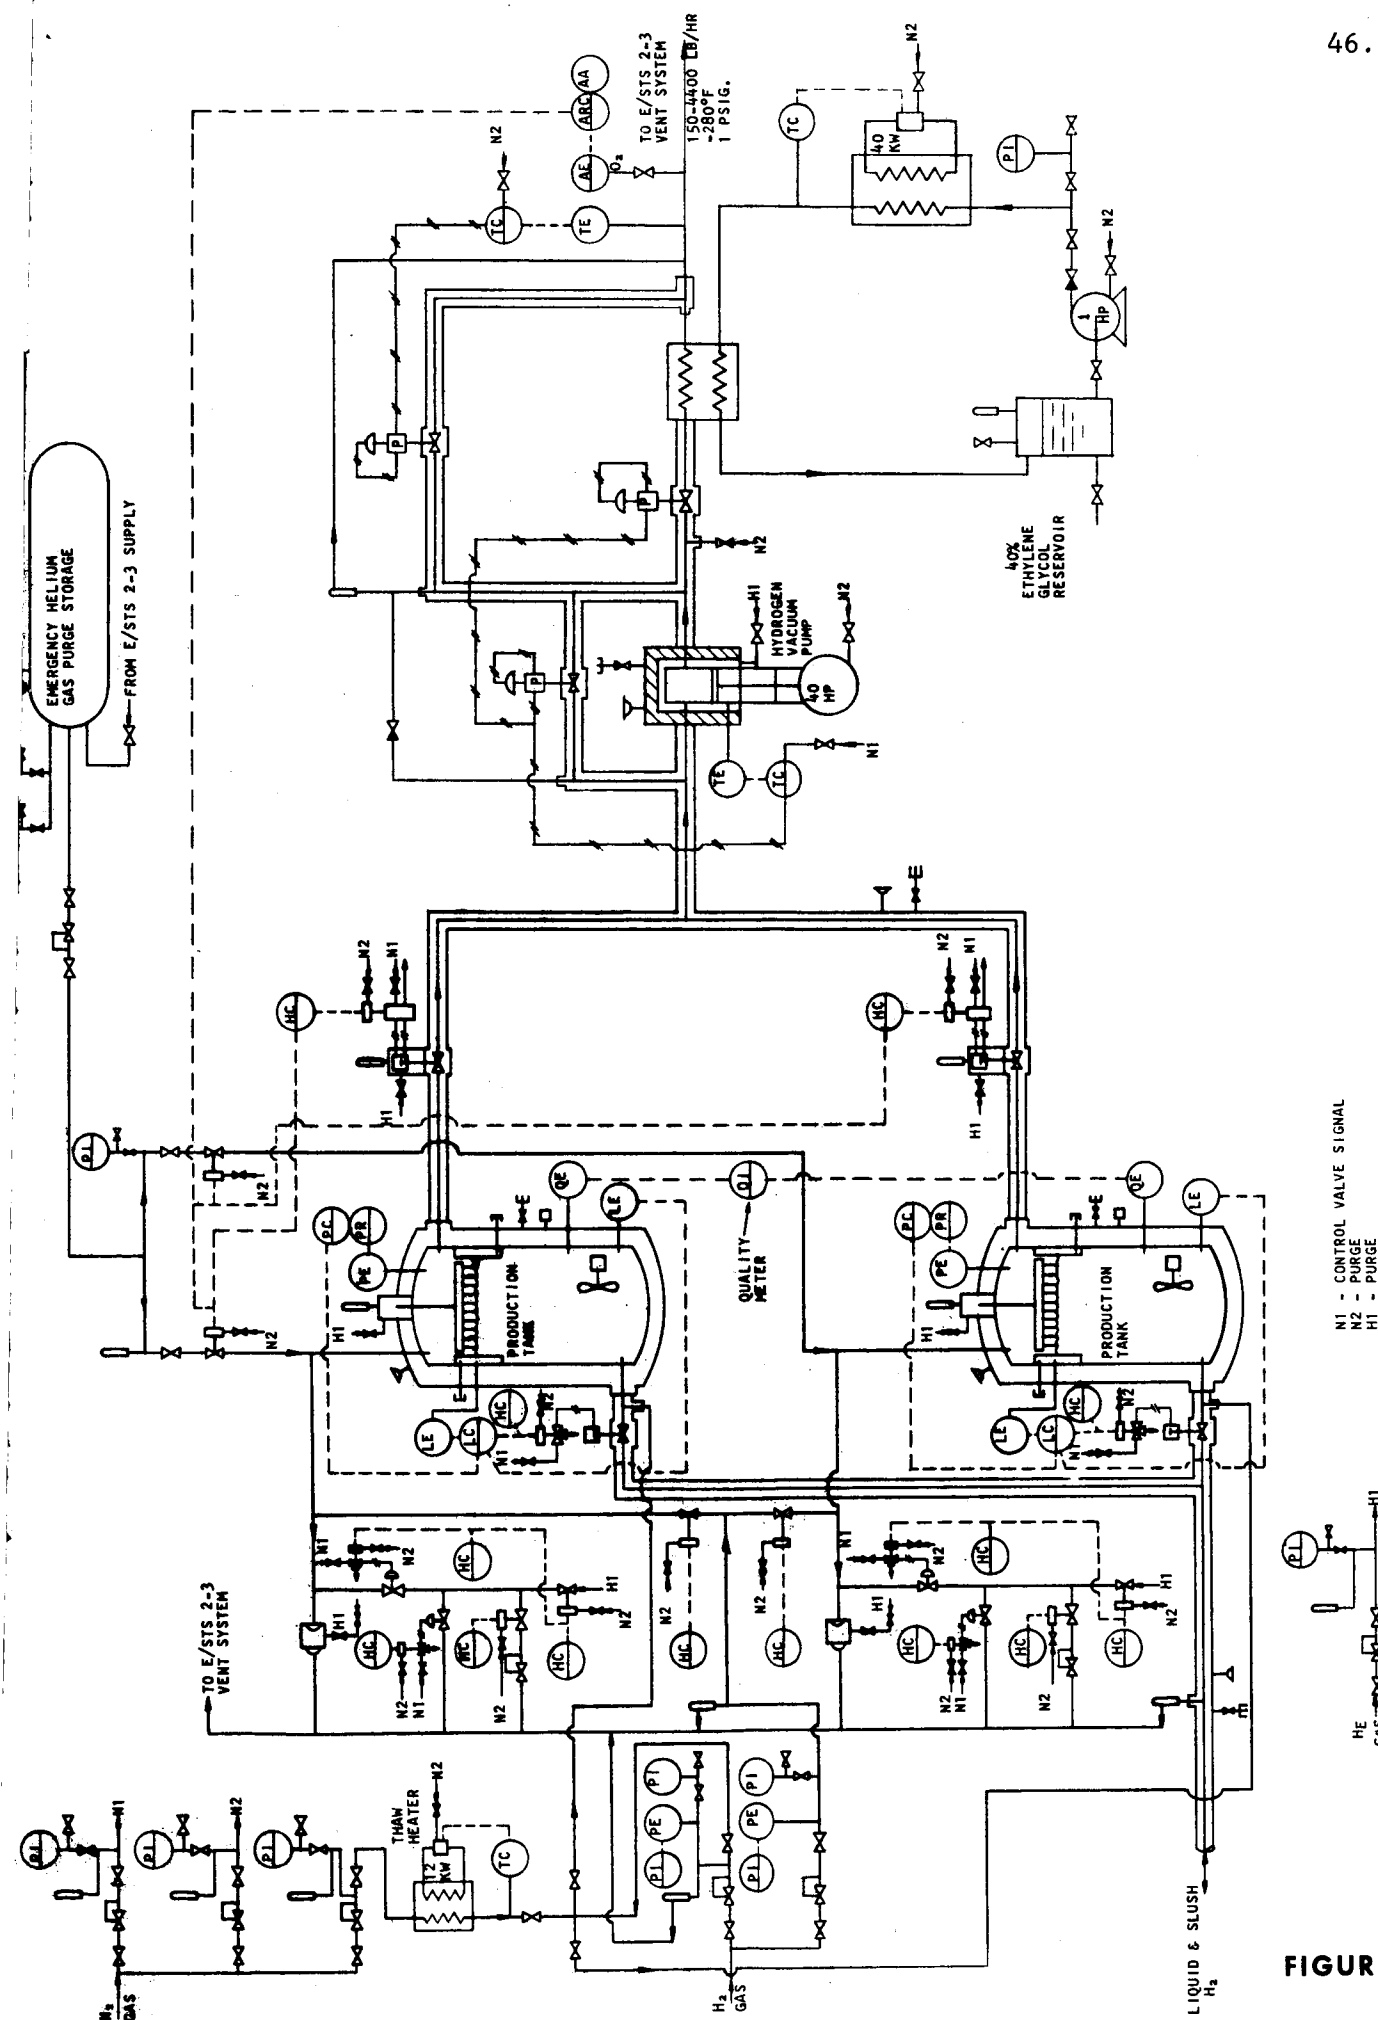 46.
EMERGENCY HELIUM
GAS PURGE STORAGE
FROM E/STS 2-3 SUPPLY
TO E/STS 2-3
VENT SYSTEM
150-4400 LB/HR
-280°F
1 PSIG.
AA
ARC
AE
O₂
N2
TC
TE
TC
40
KW
N2
PI
N2
1
HP
40%
ETHYLENE
GLYCOL
RESERVOIR
P
P
P
N2
H1
HYDROGEN
VACUUM
PUMP
N2
40
HP
TE
TC
N1
HC
N2
N1
H1
HC
N2
N1
H1
PI
N2
N2
PC
PR
PE
H1
QE
LE
QI
QUALITY
METER
PRODUCTION
TANK
LE
LC
HC
N2
N1
PC
PR
PE
H1
QE
LE
PRODUCTION
TANK
LE
LC
HC
N2
N1
N1 - CONTROL VALVE SIGNAL
N2 - PURGE
H1 - PURGE
TO E/STS 2-3
VENT SYSTEM
N1
N2
HC
H1
H1
N2
HC
N2
N1
N2
HC
N2
HC
N2
HC
N1
N2
HC
H1
H1
N2
HC
N2
N1
HC
N2
HC
PI
N1
PI
N2
PI
THAW
HEATER
N2
12
KW
TC
PI
PE
PI
PI
PE
PI
N₂
GAS
H₂
GAS
LIQUID & SLUSH
H₂
PI
H1
HE
FIGUR